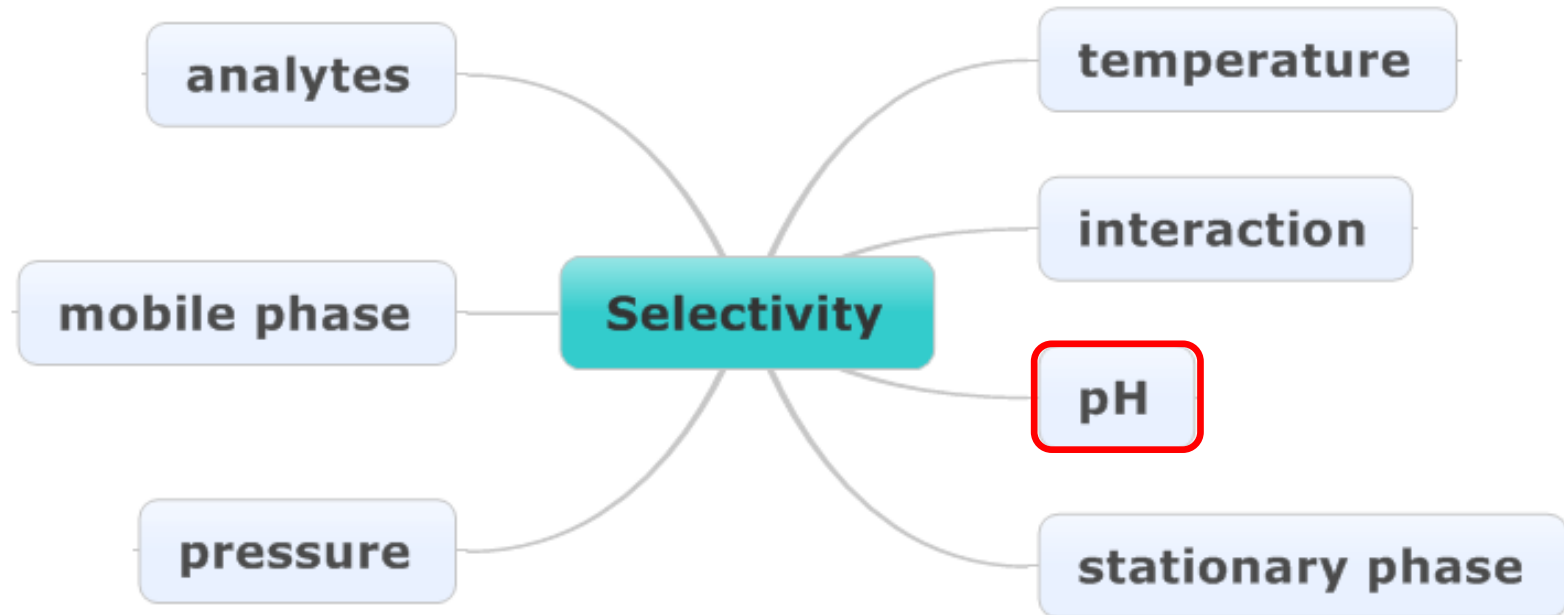 analytes
mobile phase
pressure
Selectivity
temperature
interaction
pH
stationary phase